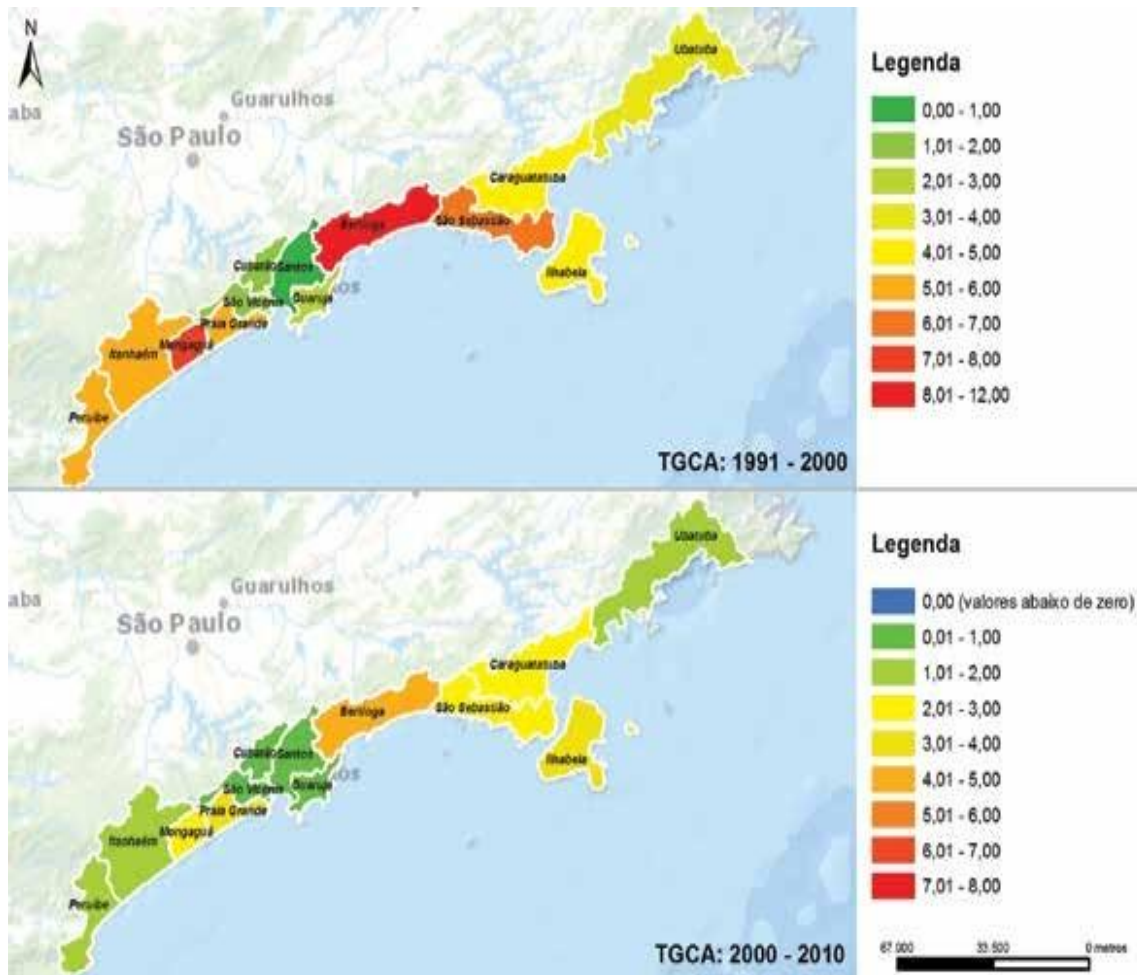 N
Guarulhos
aba
São Paulo
Ubatuba
Caraguatatuba
São Sebastião
Bertioga
Ilhabela
Cubatão
Santos
os
Guarujá
São Vicente
Praia Grande
Mongaguá
Itanhaém
Peruíbe
TGCA: 1991 - 2000
Legenda
0,00 - 1,00
1,01 - 2,00
2,01 - 3,00
3,01 - 4,00
4,01 - 5,00
5,01 - 6,00
6,01 - 7,00
7,01 - 8,00
8,01 - 12,00
Guarulhos
aba
São Paulo
Ubatuba
Caraguatatuba
São Sebastião
Bertioga
Ilhabela
Cubatão
Santos
os
Guarujá
São Vicente
Praia Grande
Mongaguá
Itanhaém
Peruíbe
TGCA: 2000 - 2010
Legenda
0,00 (valores abaixo de zero)
0,01 - 1,00
1,01 - 2,00
2,01 - 3,00
3,01 - 4,00
4,01 - 5,00
5,01 - 6,00
6,01 - 7,00
7,01 - 8,00
67.000 33.500 0 metros